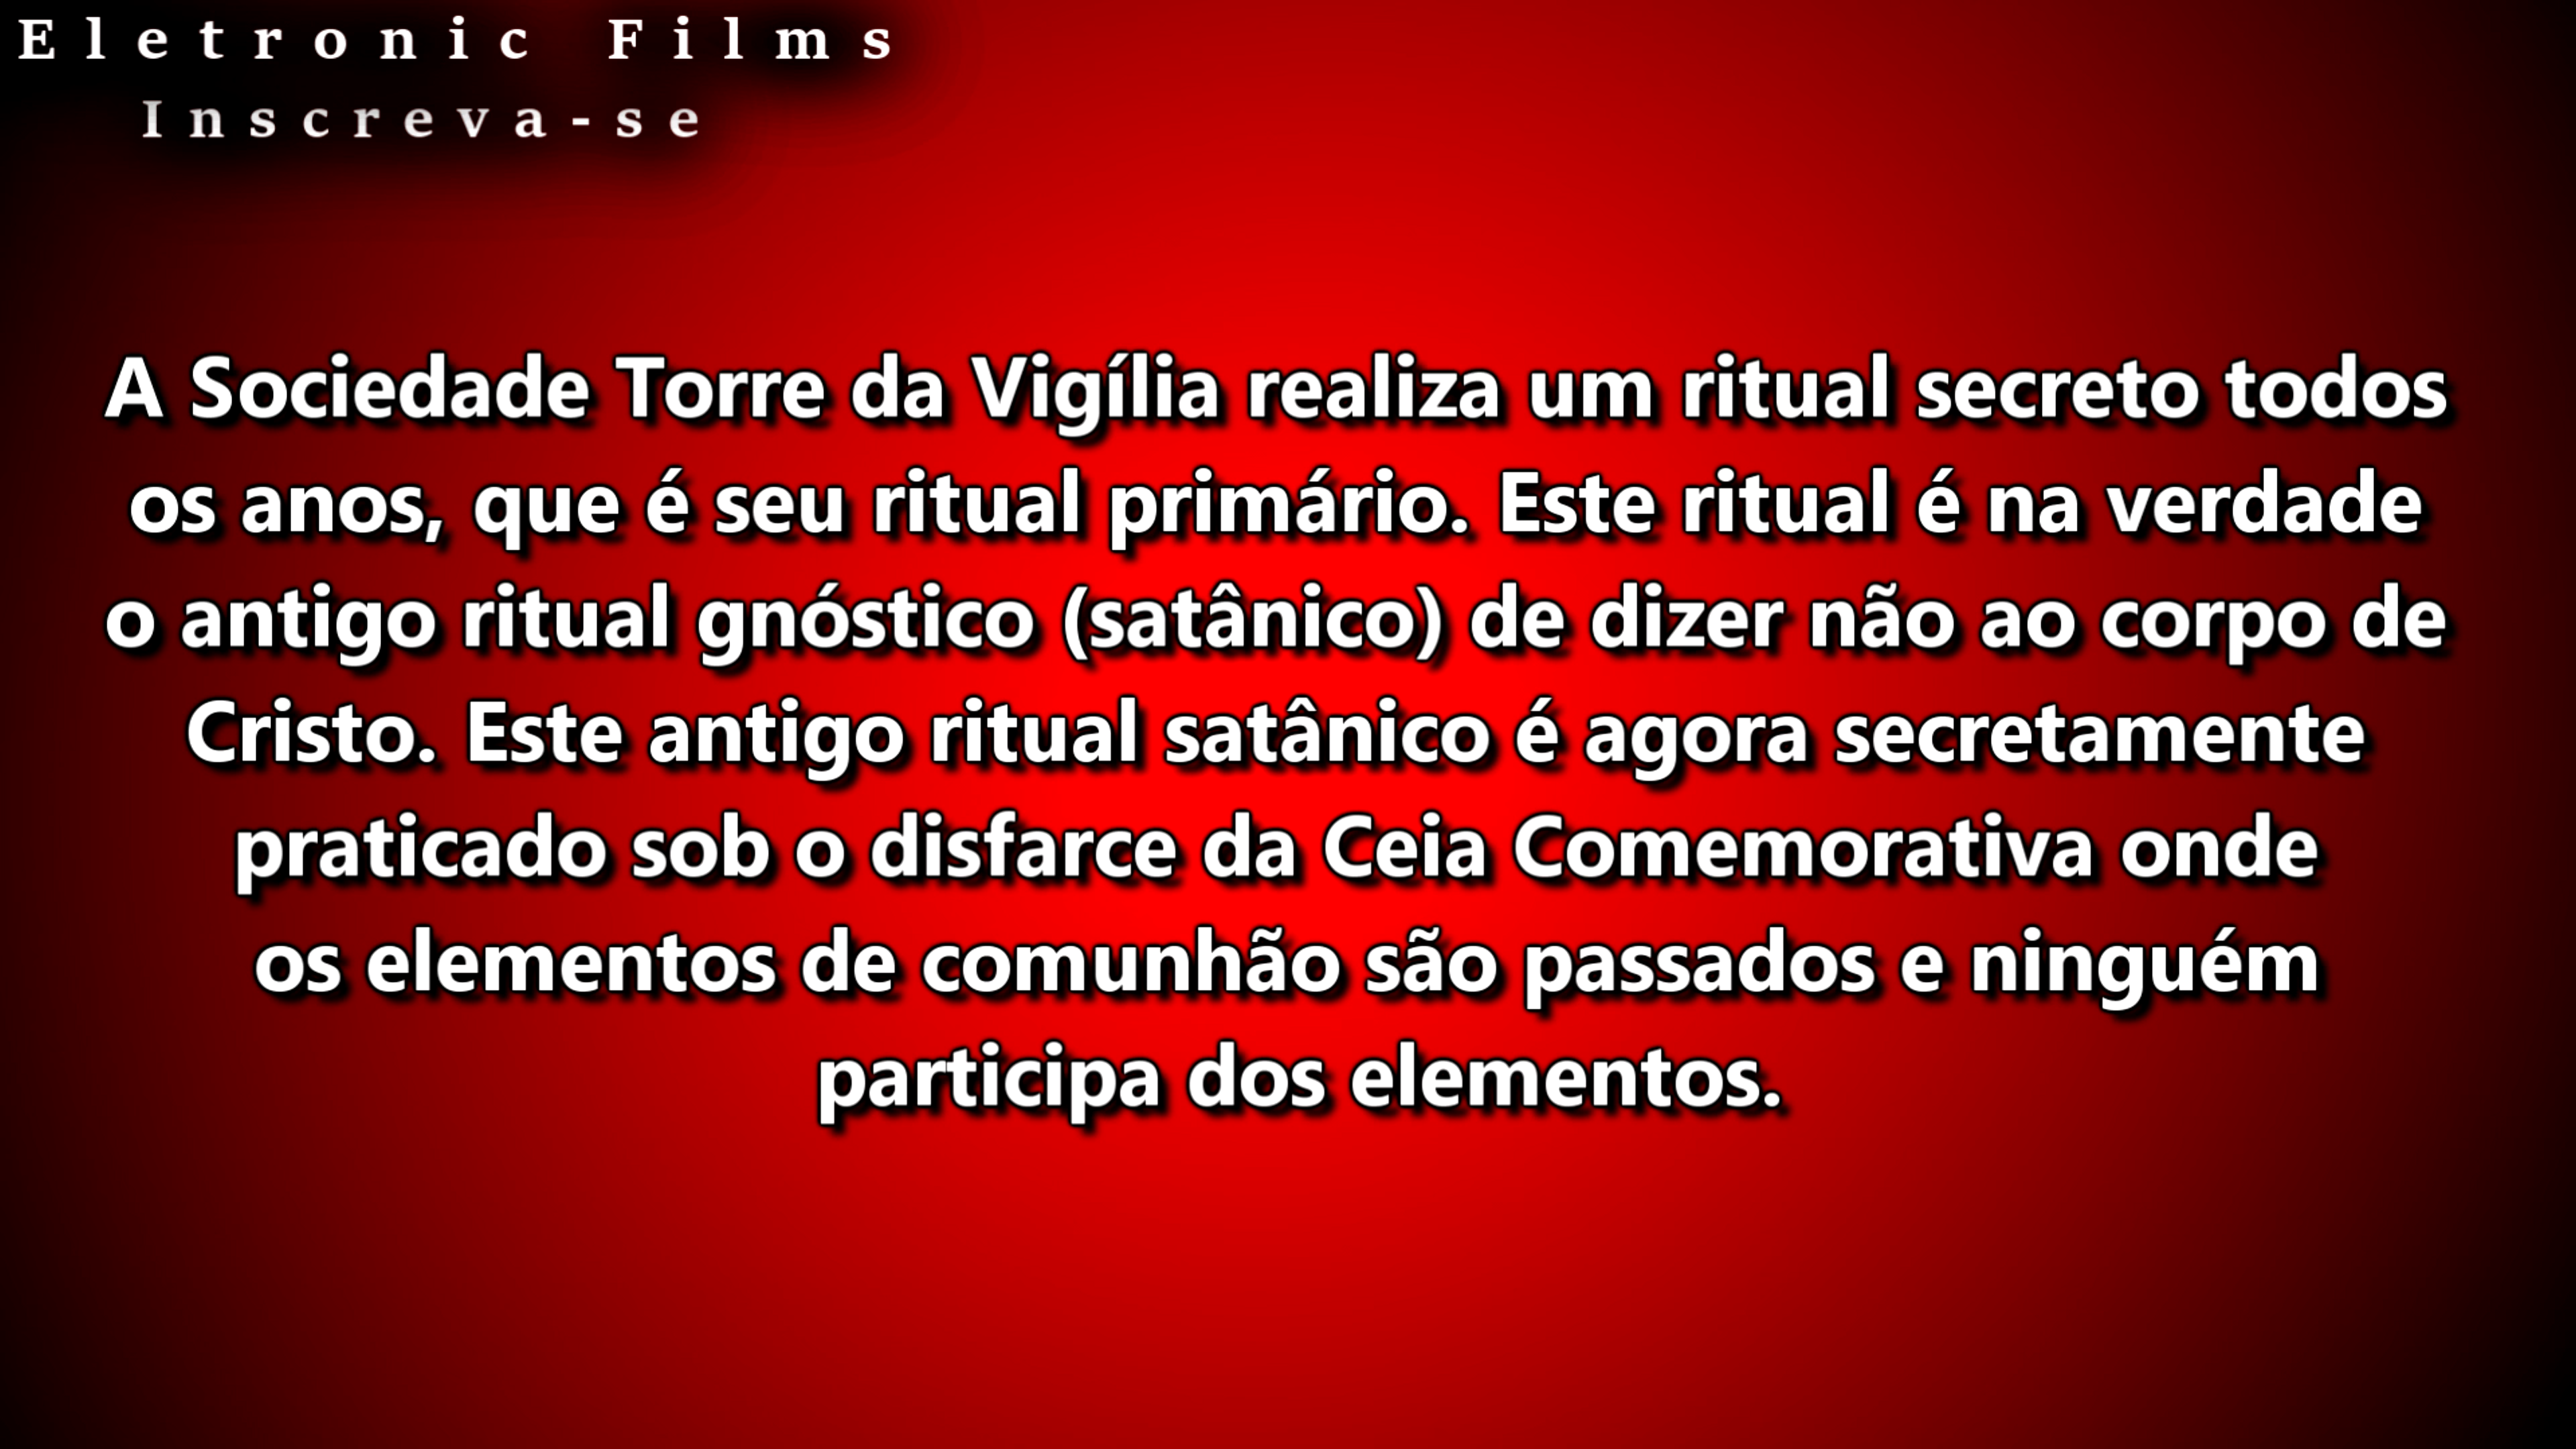 Eletronic Films
Inscreva-se
A Sociedade Torre da Vigília realiza um ritual secreto todos
os anos, que é seu ritual primário. Este ritual é na verdade
o antigo ritual gnóstico (satânico) de dizer não ao corpo de
Cristo. Este antigo ritual satânico é agora secretamente
praticado sob o disfarce da Ceia Comemorativa onde
os elementos de comunhão são passados e ninguém
participa dos elementos.